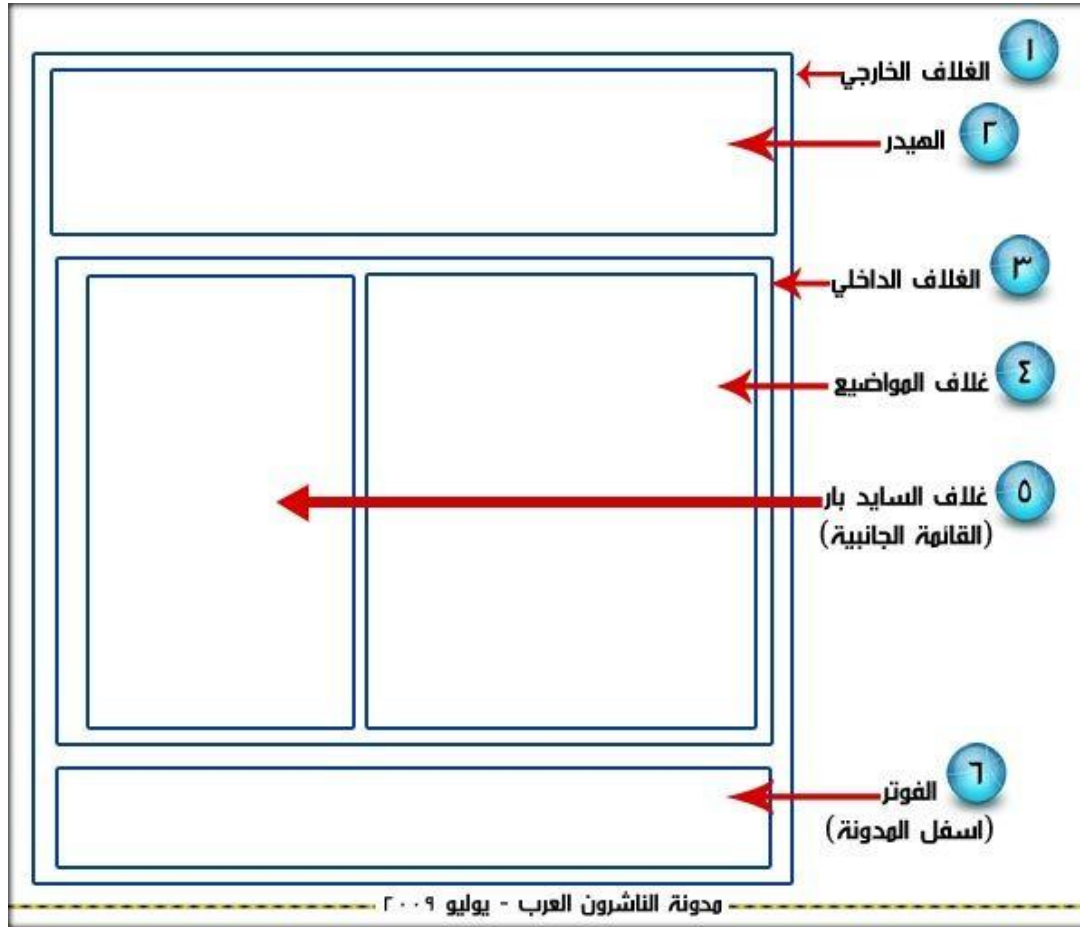 ١ الغلاف الخارجي
٢ الهيدر
٣ الغلاف الداخلي
٤ غلاف المواضيع
٥ غلاف السايد بار
(القائمة الجانبية)
٦ الفوتر
(اسفل المدونة)
مدونة الناشرون العرب - يوليو ٢٠٠٩